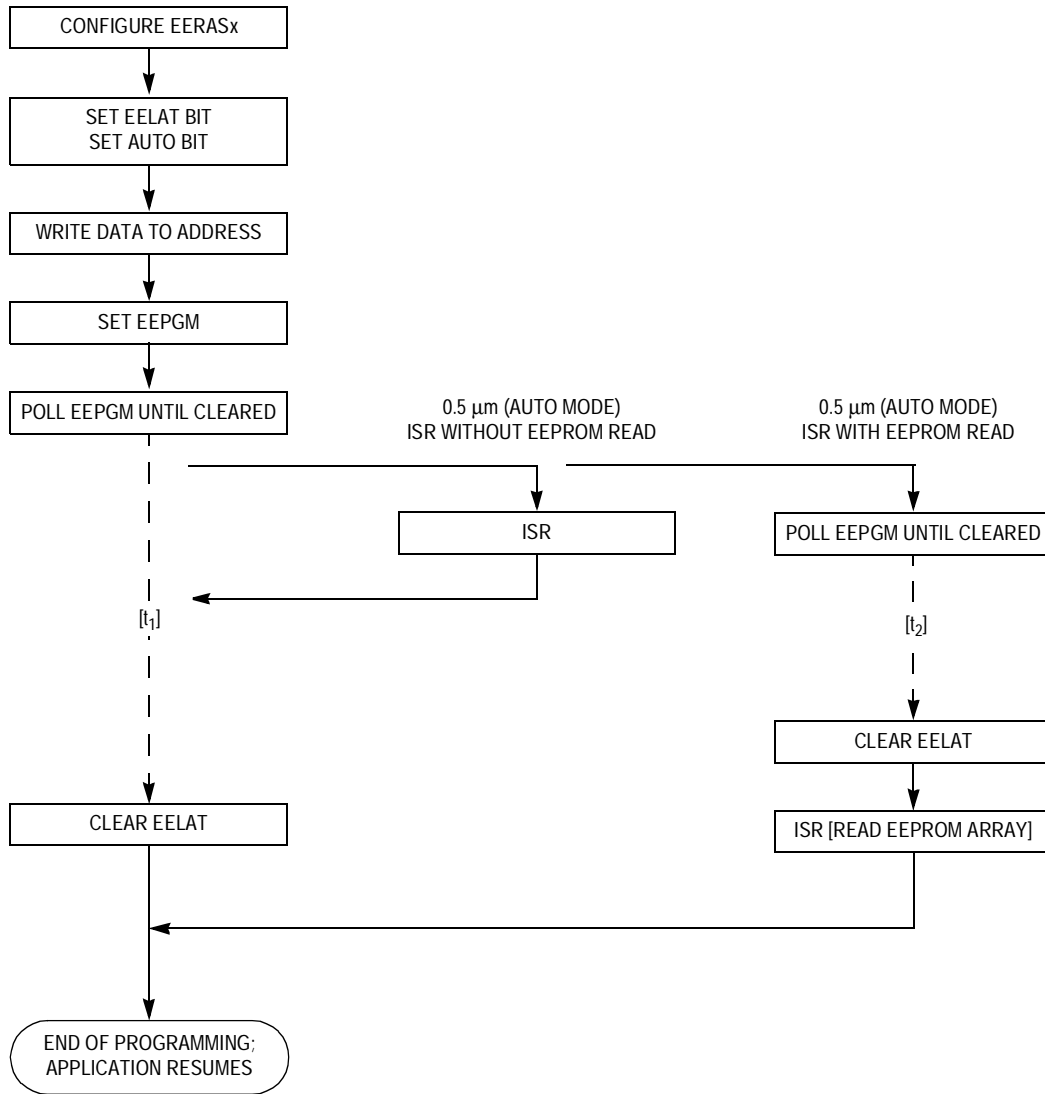 CONFIGURE EERASx
SET EELAT BIT
SET AUTO BIT
WRITE DATA TO ADDRESS
SET EEPGM
POLL EEPGM UNTIL CLEARED
0.5 μm (AUTO MODE)
ISR WITHOUT EEPROM READ
0.5 μm (AUTO MODE)
ISR WITH EEPROM READ
ISR
POLL EEPGM UNTIL CLEARED
[t1]
[t2]
CLEAR EELAT
CLEAR EELAT
ISR [READ EEPROM ARRAY]
END OF PROGRAMMING;
APPLICATION RESUMES